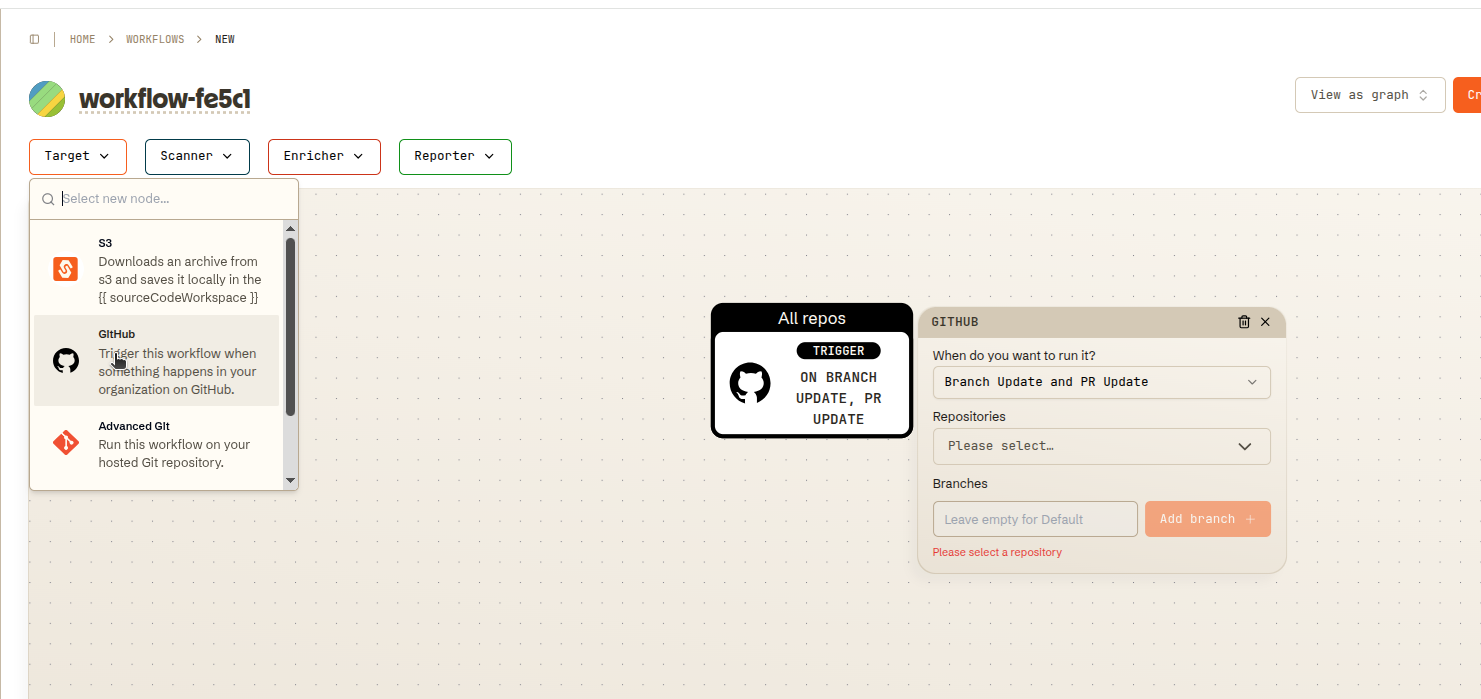 HOME > WORKFLOWS > NEW
workflow-fe5c1
View as graph
Cr
Target
Scanner
Enricher
Reporter
Select new node...
S3
Downloads an archive from
s3 and saves it locally in the
{{ sourceCodeWorkspace }}
GitHub
Trigger this workflow when
something happens in your
organization on GitHub.
Advanced Git
Run this workflow on your
hosted Git repository.
All repos
TRIGGER
ON BRANCH
UPDATE, PR
UPDATE
GITHUB
When do you want to run it?
Branch Update and PR Update
Repositories
Please select…
Branches
Leave empty for Default
Add branch +
Please select a repository